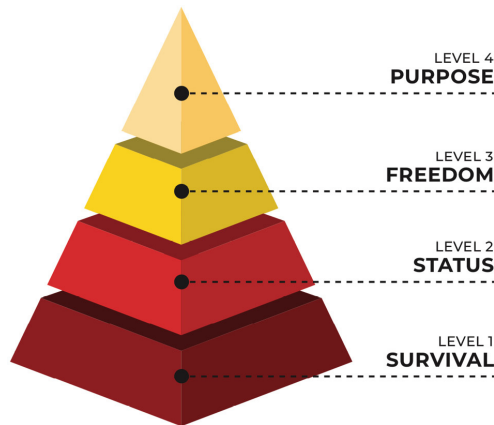 LEVEL 4
PURPOSE
LEVEL 3
FREEDOM
LEVEL 2
STATUS
LEVEL 1
SURVIVAL